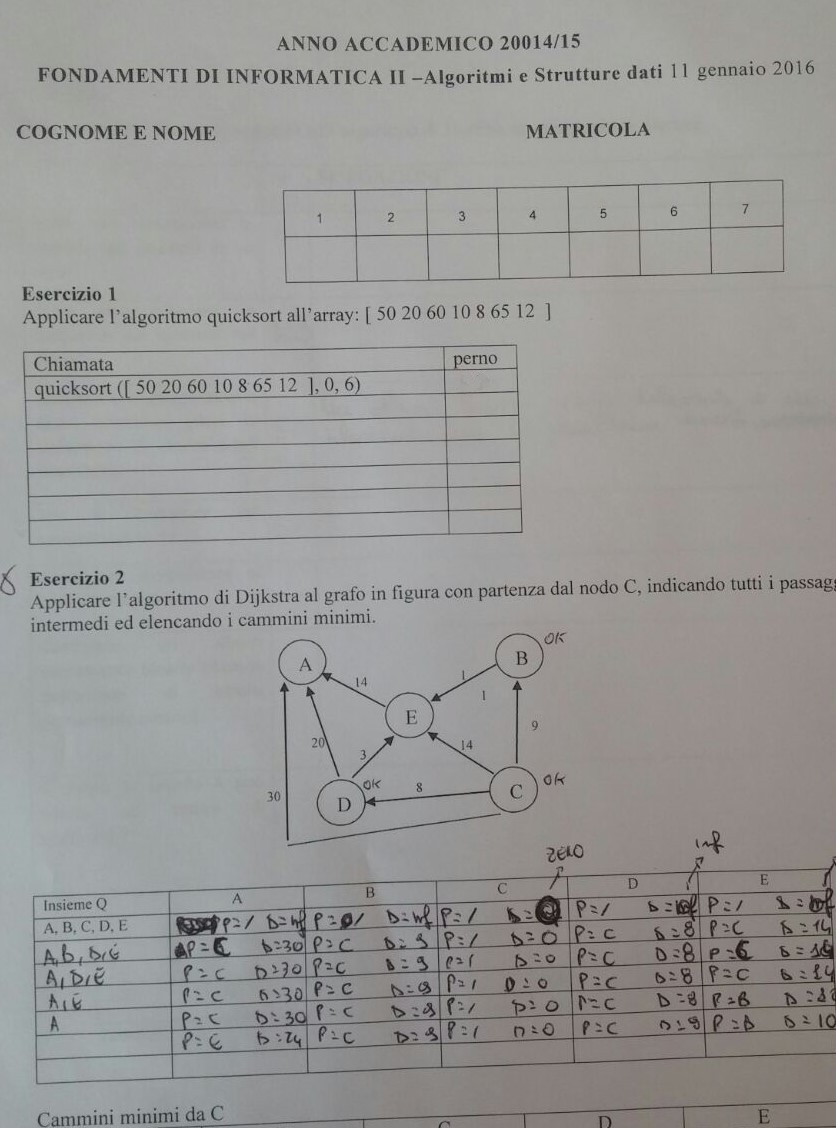 ANNO ACCADEMICO 20014/15
FONDAMENTI DI INFORMATICA II –Algoritmi e Strutture dati 11 gennaio 2016
COGNOME E NOME MATRICOLA
1 2 3 4 5 6 7
Esercizio 1
Applicare l'algoritmo quicksort all'array: [ 50 20 60 10 8 65 12 ]
Chiamata perno
quicksort ([ 50 20 60 10 8 65 12 ], 0, 6)
Esercizio 2
Applicare l'algoritmo di Dijkstra al grafo in figura con partenza dal nodo C, indicando tutti i passag
intermedi ed elencando i cammini minimi.
OK
A B
14 1
E 1
20 9
3 14
OK 8 OK
30 D C
ZERO inf
Insieme Q A B C D E
A, B, C, D, E P=/ D=inf P=/ D=inf P=/ D= P=/ D=inf P=/ D=inf
A, B, D, E P=C D=30 P=C D=9 P=/ D=0 P=C D=8 P=C D=14
A, D, E P=C D=30 P=C D=9 P=/ D=0 P=C D=8 P=C
A, E P=C D=30 P=C D=9 P=/ D=0 P=C D=8 P=C D=14
A P=C D=30 P=C D=9 P=/ D=0 P=C D=8 P=B
P=E D=24 P=C D=9 P=/ D=0 P=C D=8 P=B D=10
Cammini minimi da C
C D E